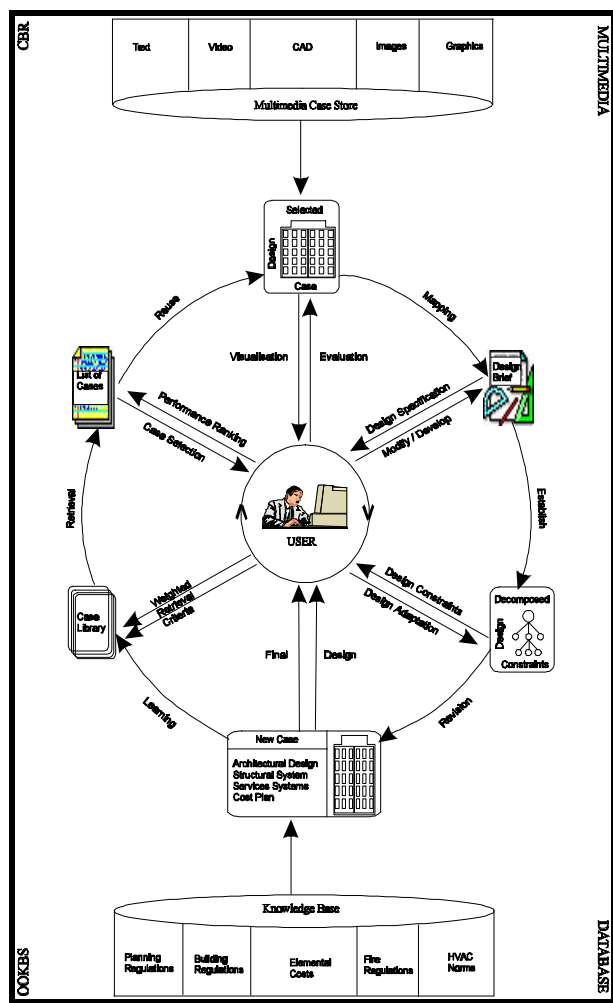 CBR
MULTIMEDIA
Text
Video
CAD
Images
Graphics
Multimedia Case Store
Selected
Design
Case
Reuse
Mapping
Visualisation
Evaluation
List of
Cases
Design
Brief
Performance Ranking
Case Selection
Design Specification
Modify / Develop
Retrieval
Establish
USER
Case
Library
Weighted
Retrieval
Criteria
Design Constraints
Design Adaptation
Decomposed
Design
Constraints
Final
Design
Learning
Revision
New Case
Architectural Design
Structural System
Services Systems
Cost Plan
Knowledge Base
Planning
Regulations
Building
Regulations
Elemental
Costs
Fire
Regulations
HVAC
Norms
OOKBS
DATABASE